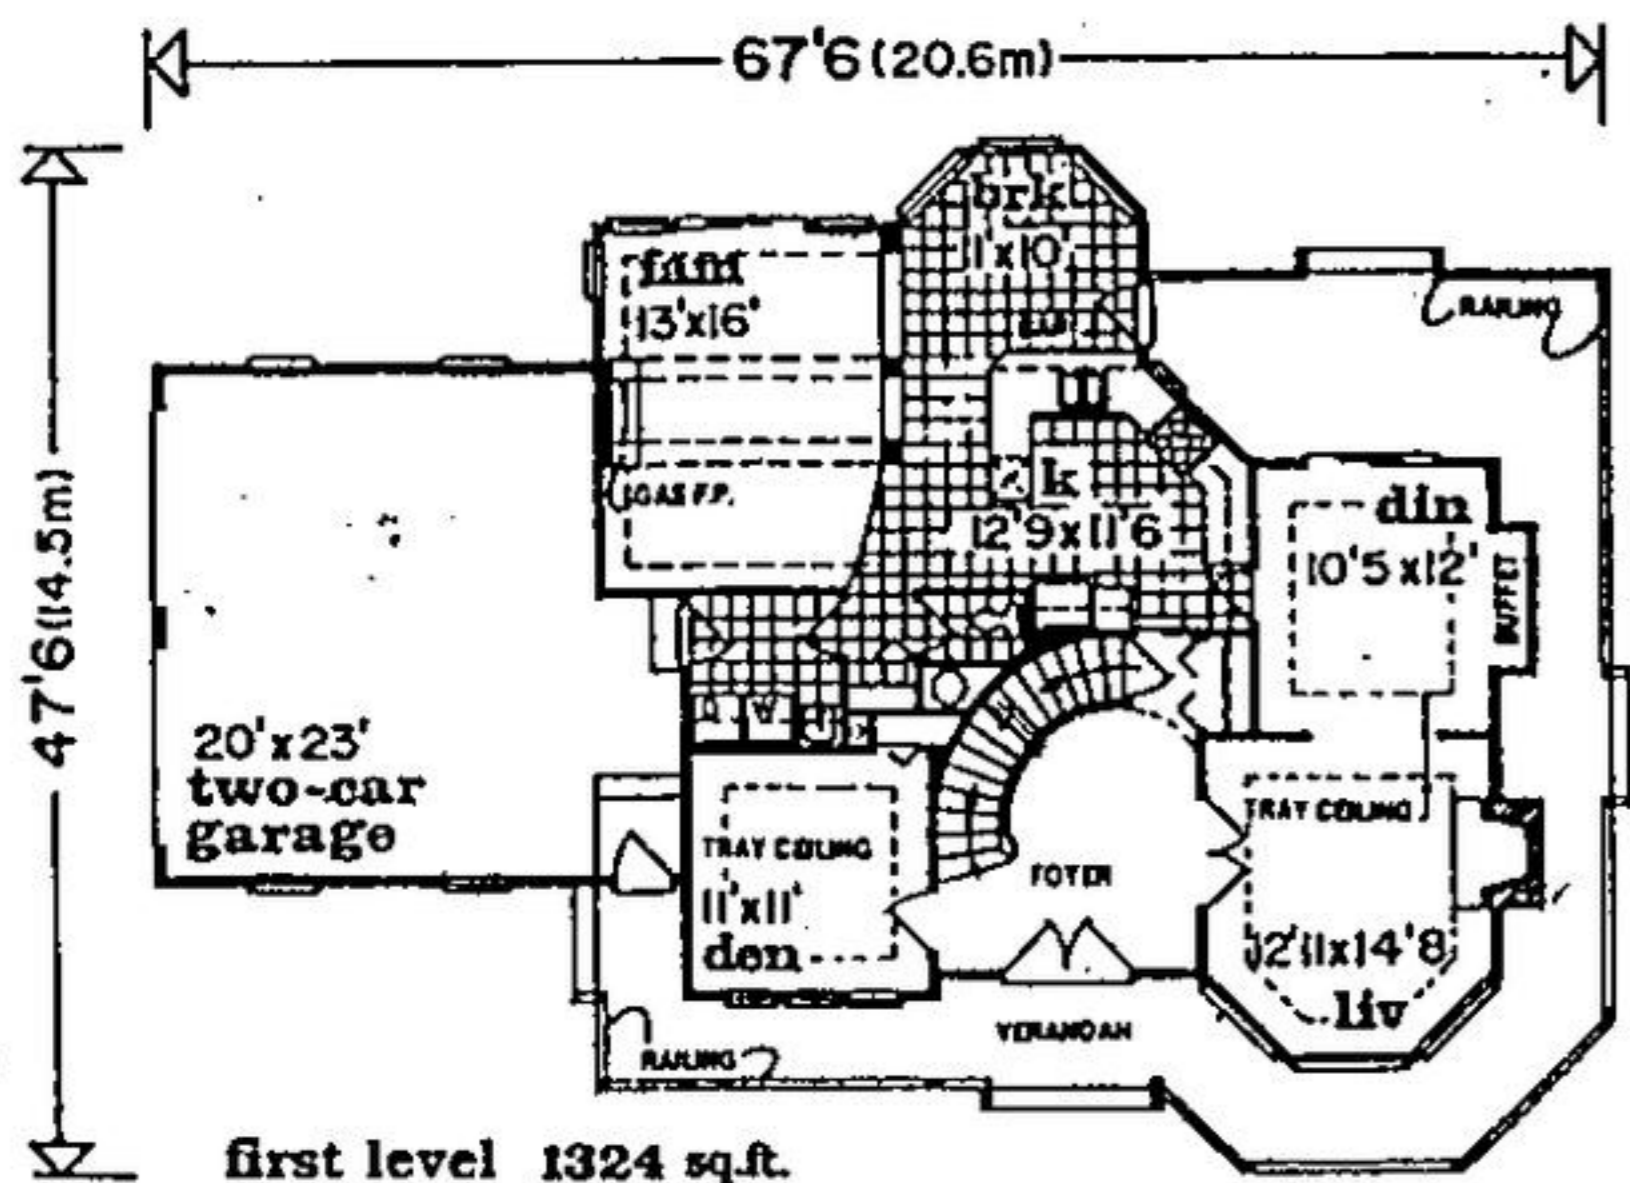 67'6 (20.6m)
47'6 (14.5m)
brk
11'x10'
fam
13'x16'
RAILING
GAS F.P.
k
12'9x11'6
din
10'5x12'
BUFFET
D W
20'x23'
two-car
garage
TRAY CEILING
11'x11'
den
FOYER
TRAY CEILING
12'11x14'8
liv
VERANDAH
RAILING
first level 1324 sq.ft.